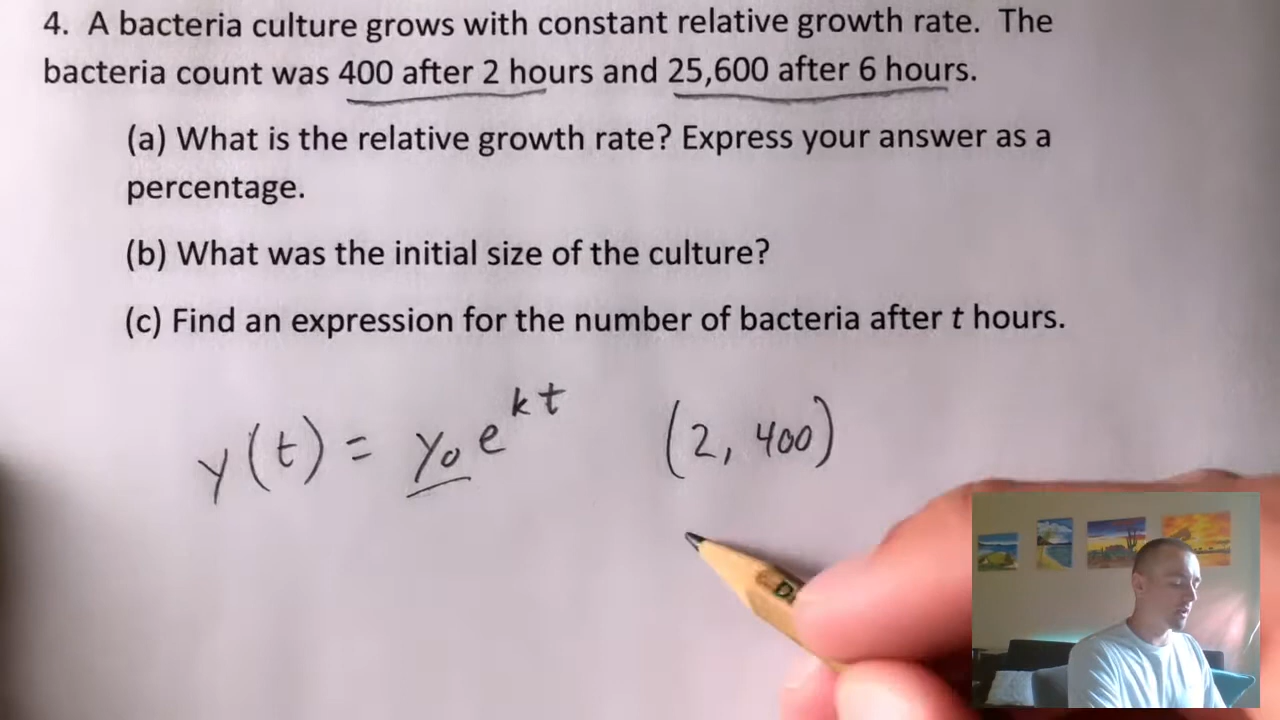 4. A bacteria culture grows with constant relative growth rate. The
bacteria count was 400 after 2 hours and 25,600 after 6 hours.
(a) What is the relative growth rate? Express your answer as a
percentage.
(b) What was the initial size of the culture?
(c) Find an expression for the number of bacteria after t hours.
y(t) = y₀e^{kt} (2, 400)